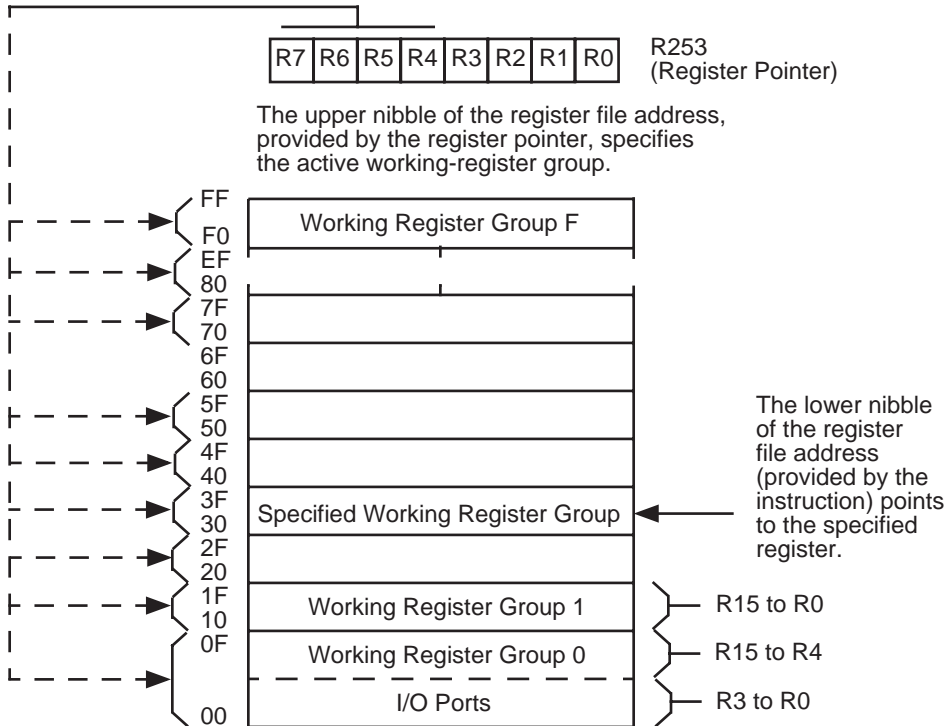 R7 R6 R5 R4 R3 R2 R1 R0
R253
(Register Pointer)
The upper nibble of the register file address,
provided by the register pointer, specifies
the active working-register group.
FF
Working Register Group F
F0
EF
80
7F
70
6F
60
5F
50
4F
40
3F
Specified Working Register Group
30
2F
20
1F
Working Register Group 1
10
0F
Working Register Group 0
I/O Ports
00
The lower nibble
of the register
file address
(provided by the
instruction) points
to the specified
register.
R15 to R0
R15 to R4
R3 to R0